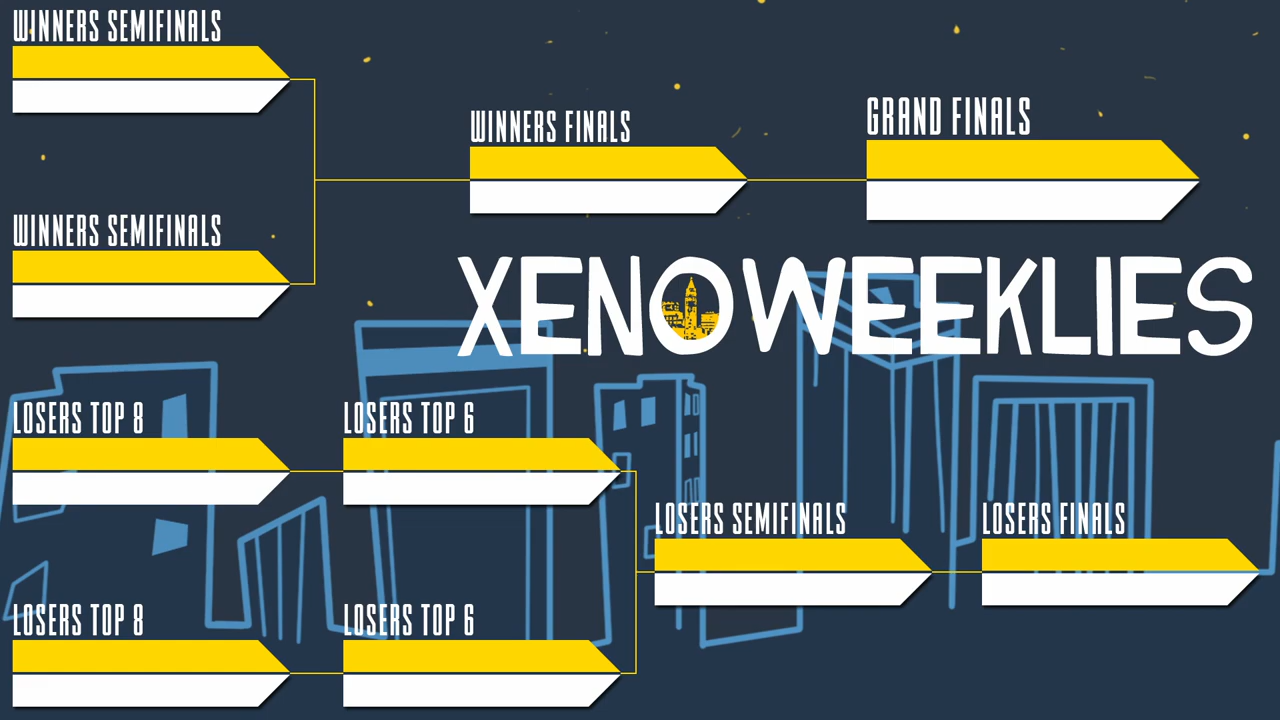 WINNERS SEMIFINALS
WINNERS FINALS
GRAND FINALS
WINNERS SEMIFINALS
XENOWEEKLIES
LOSERS TOP 8
LOSERS TOP 6
LOSERS SEMIFINALS
LOSERS FINALS
LOSERS TOP 8
LOSERS TOP 6